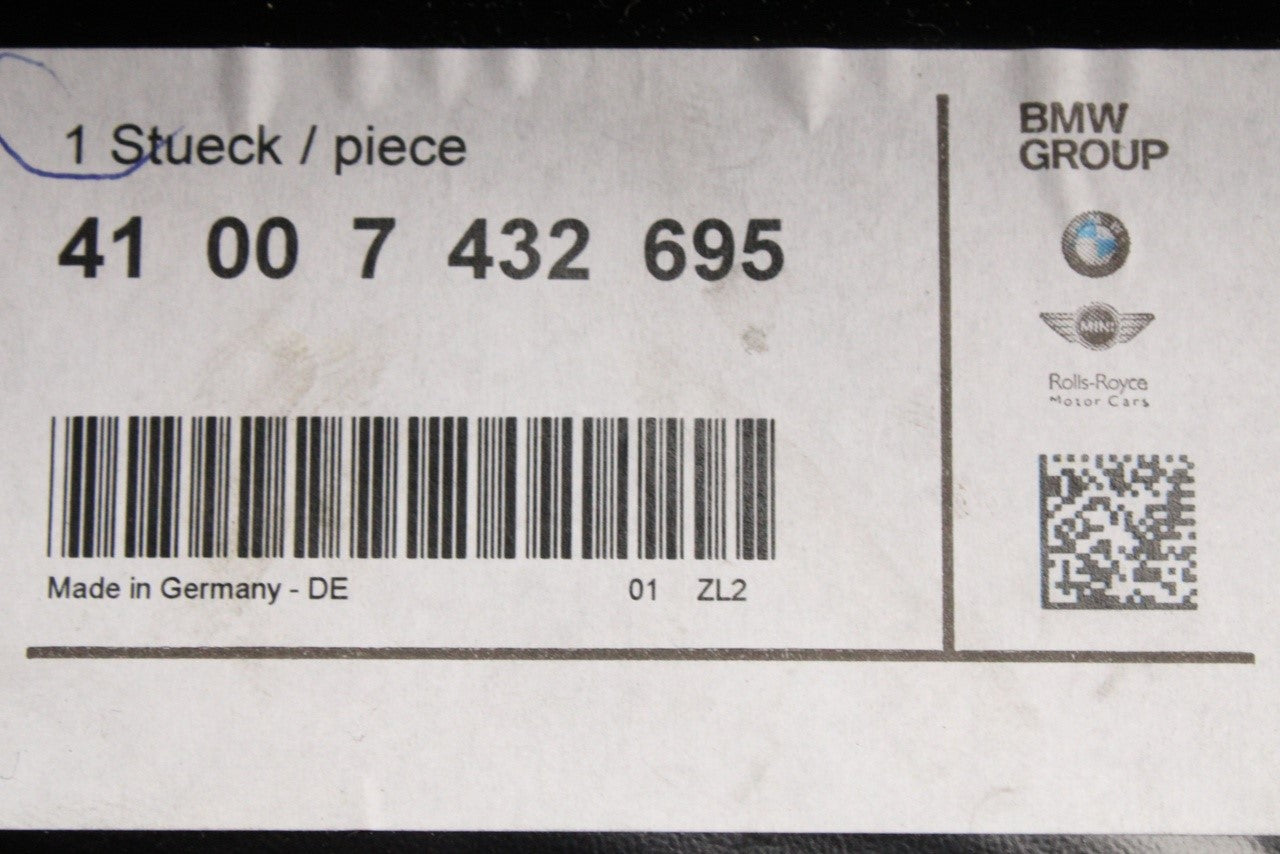 1 Stueck / piece
41 00 7 432 695
Made in Germany - DE 01 ZL2
BMW
GROUP
MINI
Rolls-Royce
Motor Cars